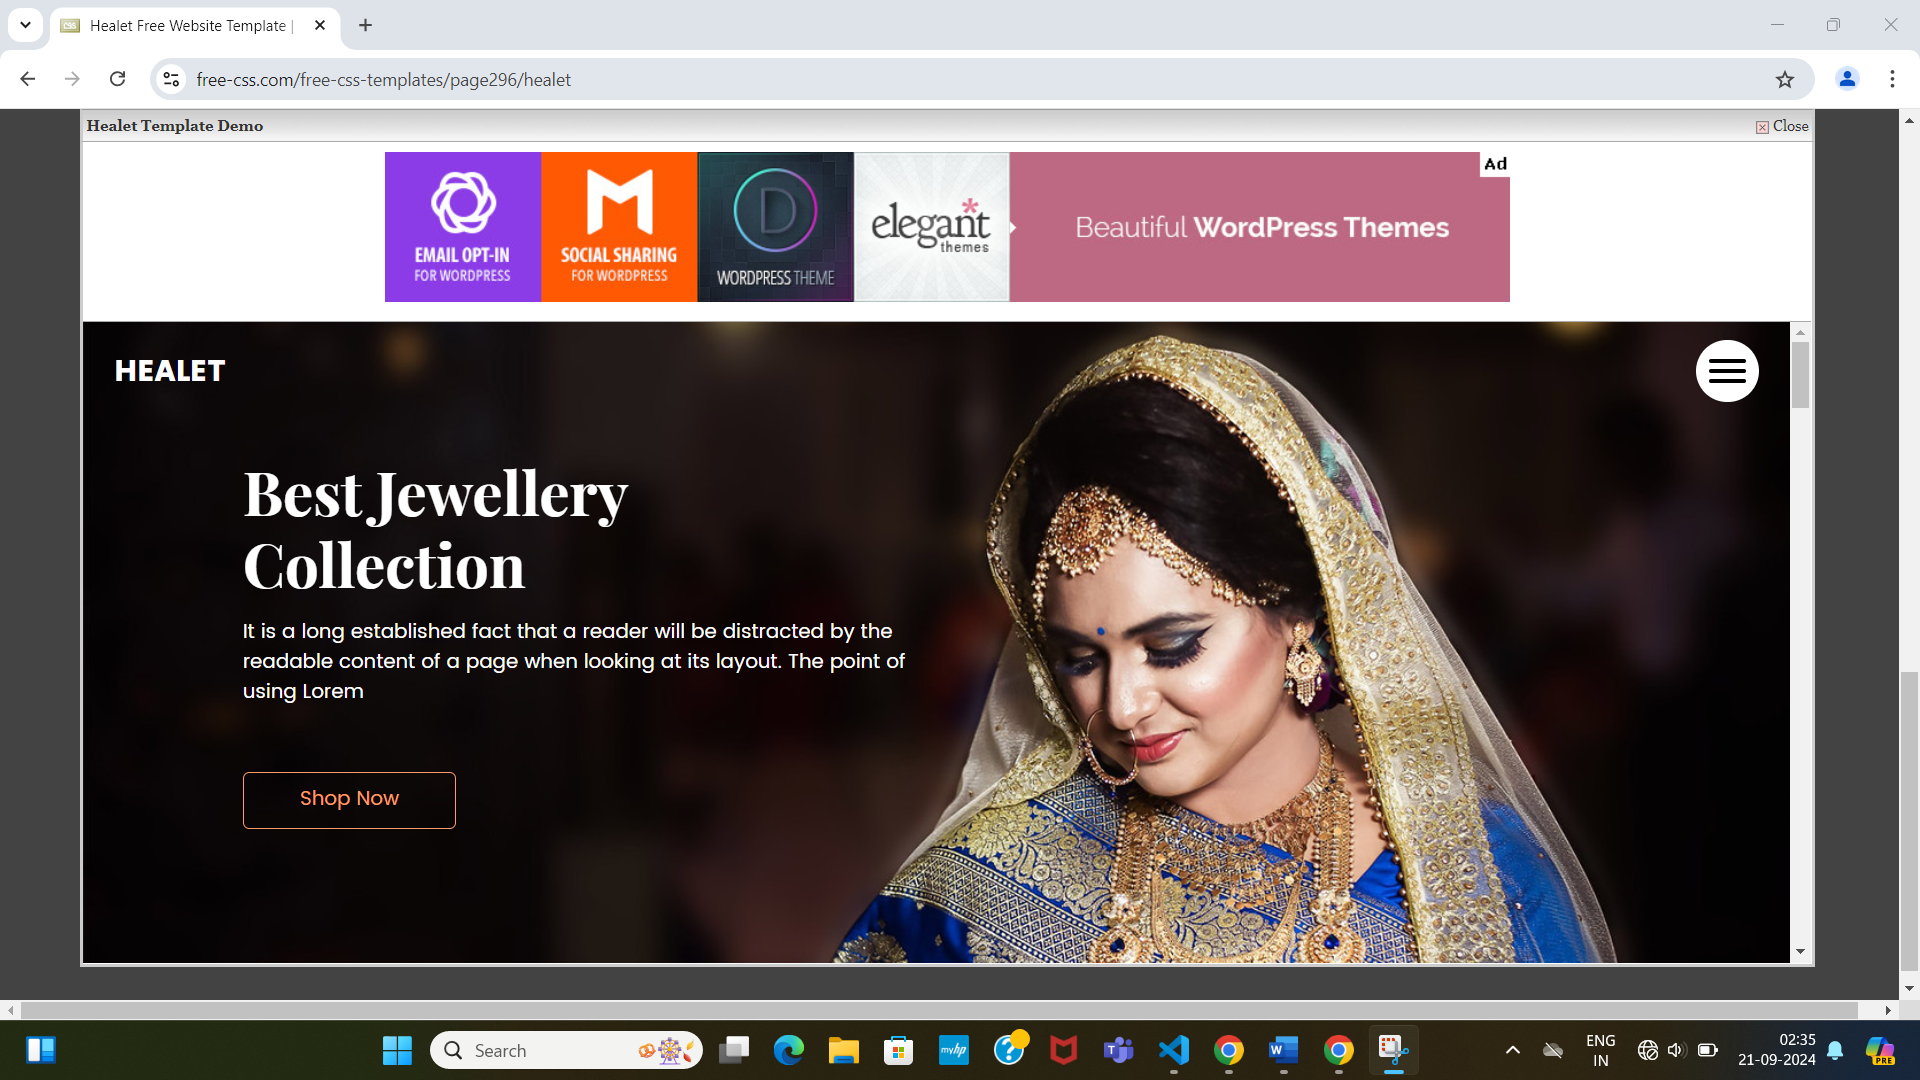 Healet Free Website Template |
free-css.com/free-css-templates/page296/healet
Healet Template Demo
Close
EMAIL OPT-IN
FOR WORDPRESS
SOCIAL SHARING
FOR WORDPRESS
D
WORDPRESS THEME
elegant
themes
Beautiful WordPress Themes
Ad
HEALET
Best Jewellery
Collection
It is a long established fact that a reader will be distracted by the
readable content of a page when looking at its layout. The point of
using Lorem
Shop Now
Search
myhp
ENG
IN
02:35
21-09-2024
PRE